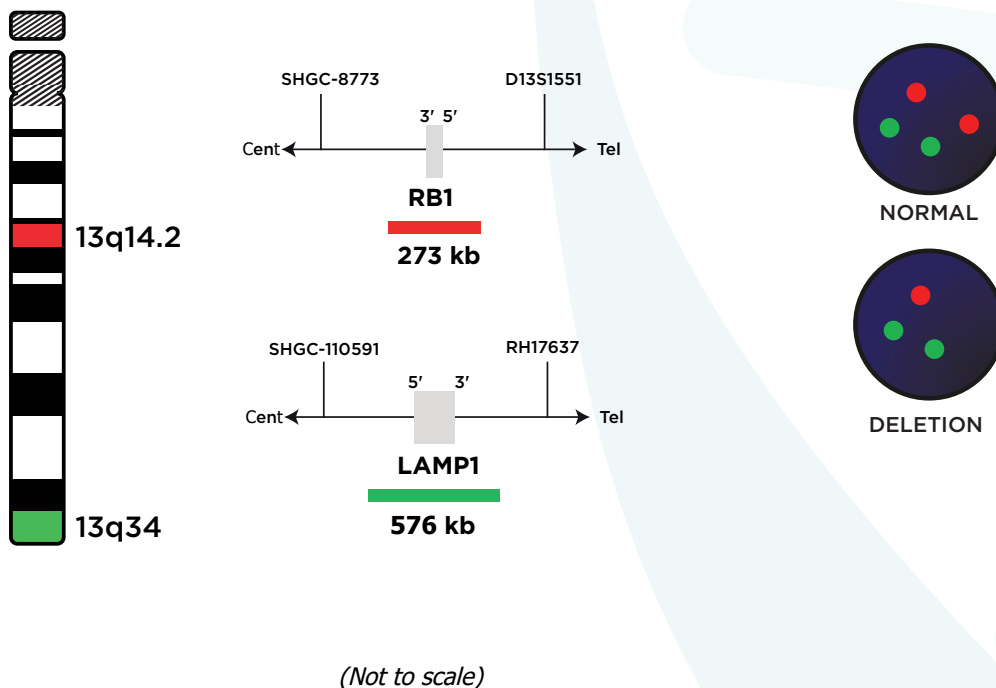 13q14.2
13q34
SHGC-8773
D13S1551
3' 5'
Cent
Tel
RB1
273 kb
SHGC-110591
RH17637
5' 3'
Cent
Tel
LAMP1
576 kb
NORMAL
DELETION
(Not to scale)